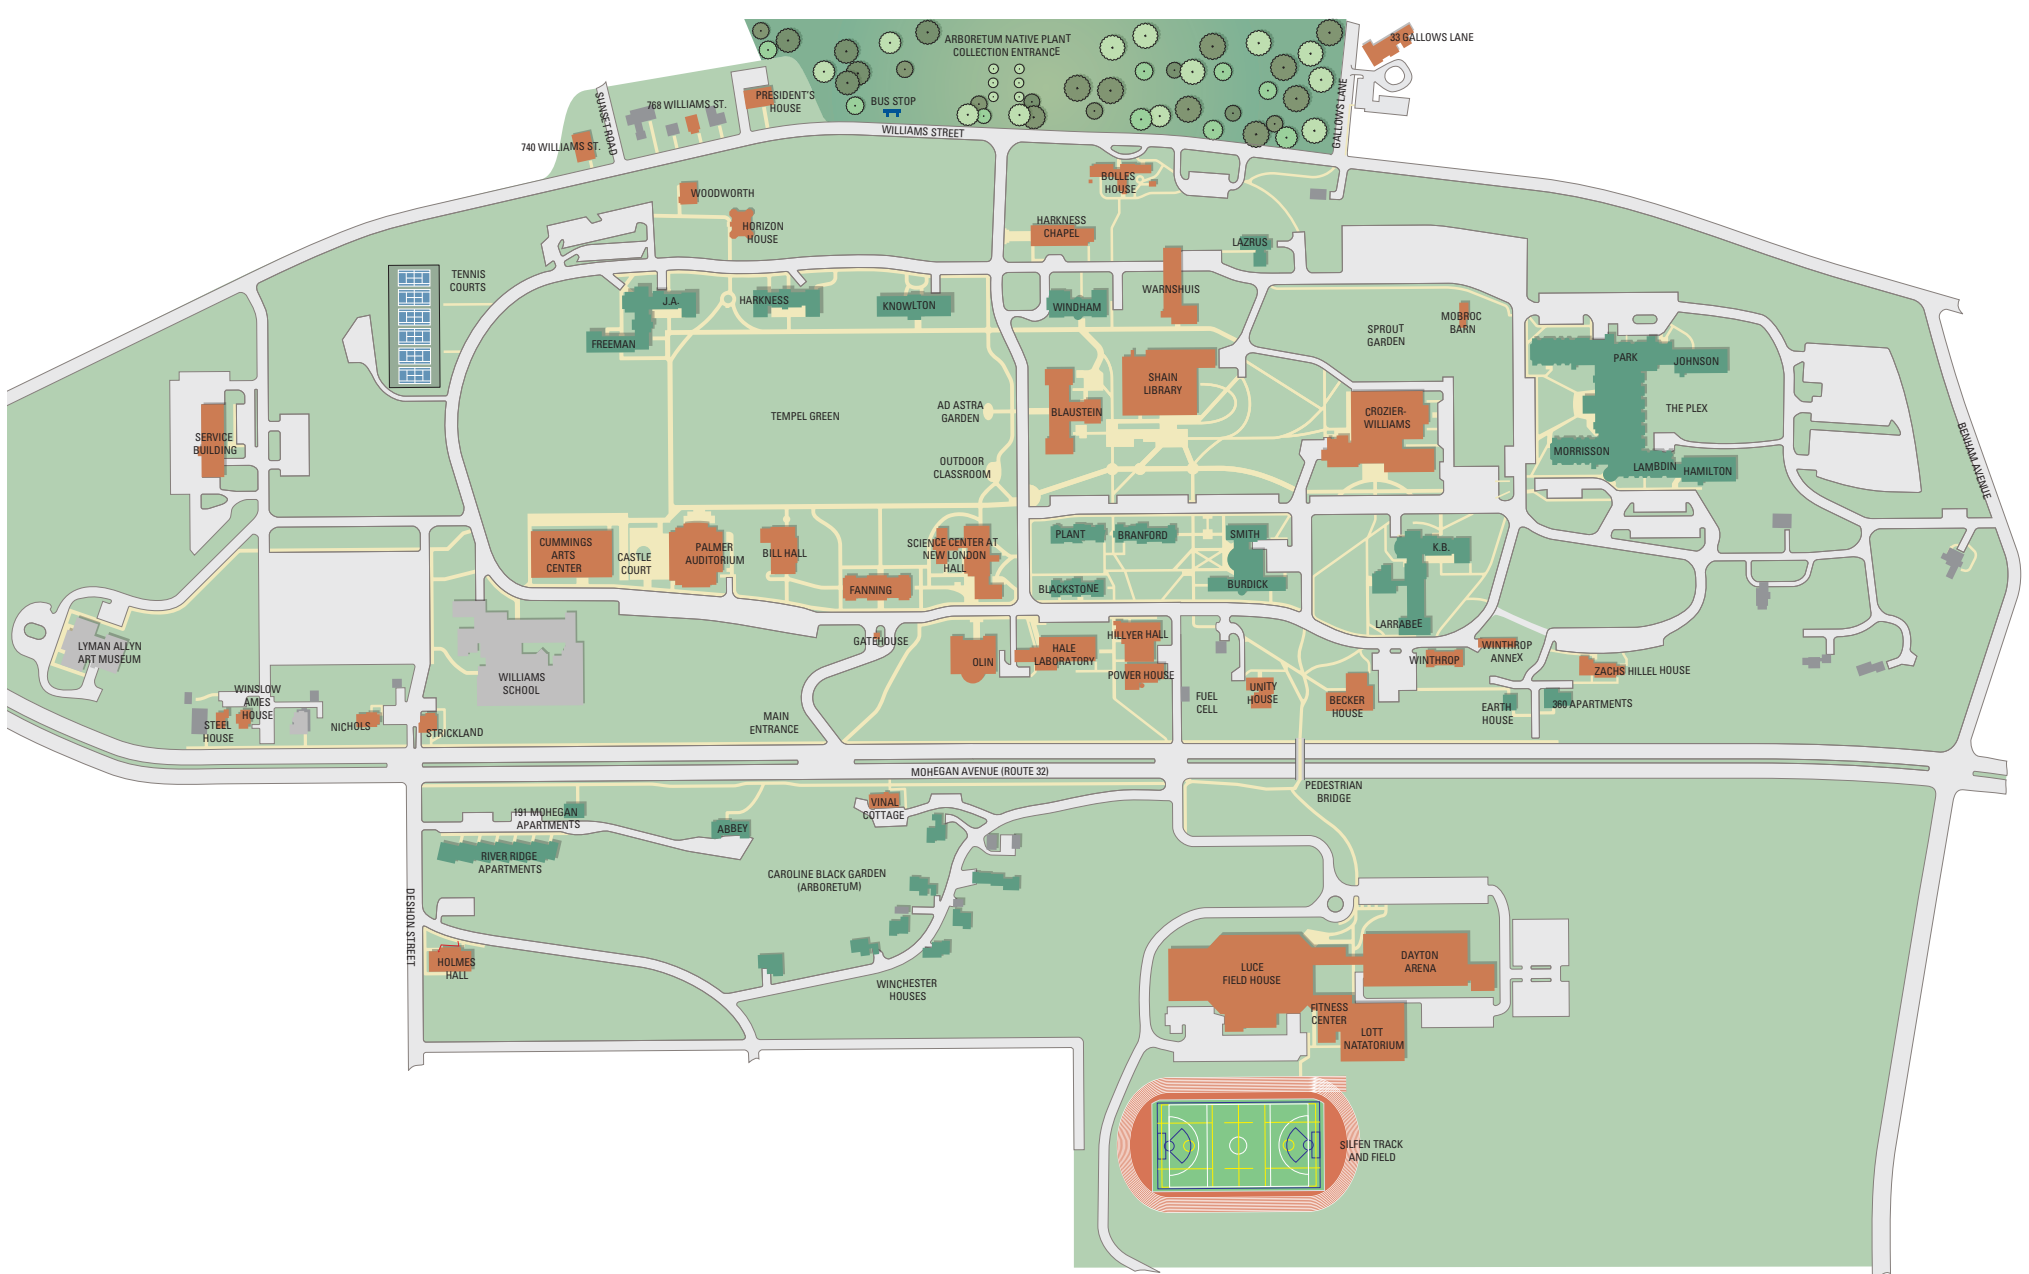 ARBORETUM NATIVE PLANT
COLLECTION ENTRANCE
33 GALLOWS LANE
GALLOWS LANE
BUS STOP
PRESIDENT'S
HOUSE
768 WILLIAMS ST.
SUNSET ROAD
740 WILLIAMS ST.
WILLIAMS STREET
WOODWORTH
HORIZON
HOUSE
BOLLES
HOUSE
HARKNESS
CHAPEL
LAZRUS
TENNIS
COURTS
J.A.
HARKNESS
KNOWLTON
WINDHAM
WARNSHUIS
FREEMAN
SPROUT
GARDEN
MOBROC
BARN
PARK
JOHNSON
SHAIN
LIBRARY
THE PLEX
TEMPEL GREEN
AD ASTRA
GARDEN
BLAUSTEIN
CROZIER-
WILLIAMS
SERVICE
BUILDING
OUTDOOR
CLASSROOM
MORRISSON
LAMBDIN
HAMILTON
BENHAM AVENUE
CUMMINGS
ARTS
CENTER
CASTLE
COURT
PALMER
AUDITORIUM
BILL HALL
SCIENCE CENTER AT
NEW LONDON
HALL
PLANT
BRANFORD
SMITH
K.B.
FANNING
BLACKSTONE
BURDICK
LARRABEE
LYMAN ALLYN
ART MUSEUM
WILLIAMS
SCHOOL
GATEHOUSE
OLIN
HALE
LABORATORY
HILLYER HALL
POWER HOUSE
WINTHROP
WINTHROP
ANNEX
ZACHS HILLEL HOUSE
WINSLOW
AMES
HOUSE
STEEL
HOUSE
NICHOLS
STRICKLAND
MAIN
ENTRANCE
FUEL
CELL
UNITY
HOUSE
BECKER
HOUSE
EARTH
HOUSE
360 APARTMENTS
MOHEGAN AVENUE (ROUTE 32)
PEDESTRIAN
BRIDGE
191 MOHEGAN
APARTMENTS
ABBEY
VINAL
COTTAGE
RIVER RIDGE
APARTMENTS
CAROLINE BLACK GARDEN
(ARBORETUM)
DESHON STREET
HOLMES
HALL
WINCHESTER
HOUSES
LUCE
FIELD HOUSE
DAYTON
ARENA
FITNESS
CENTER
LOTT
NATATORIUM
SILFEN TRACK
AND FIELD